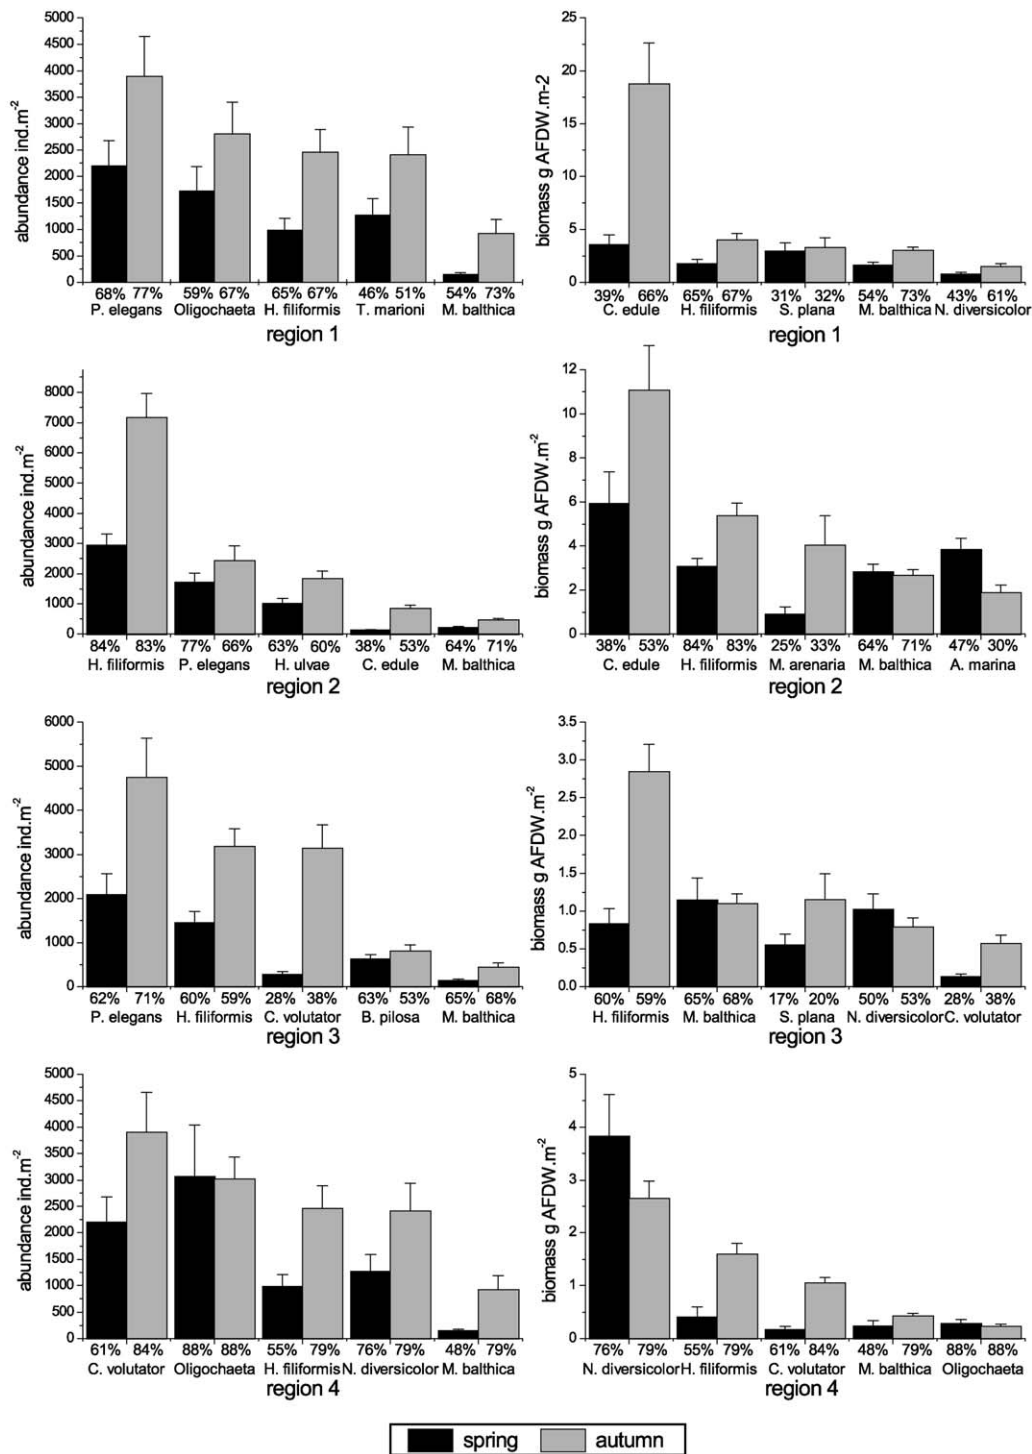 5000
4500
4000
3500
3000
2500
2000
1500
1000
500
0
abundance ind.m-2
68% 77% 59% 67% 65% 67% 46% 51% 54% 73%
P. elegans Oligochaeta H. filiformis T. marioni M. balthica
region 1
25
20
15
10
5
0
biomass g AFDW.m-2
39% 66% 65% 67% 31% 32% 54% 73% 43% 61%
C. edule H. filiformis S. plana M. balthica N. diversicolor
region 1
8000
7000
6000
5000
4000
3000
2000
1000
0
abundance ind.m-2
84% 83% 77% 66% 63% 60% 38% 53% 64% 71%
H. filiformis P. elegans H. ulvae C. edule M. balthica
region 2
12
10
8
6
4
2
0
biomass g AFDW.m-2
38% 53% 84% 83% 25% 33% 64% 71% 47% 30%
C. edule H. filiformis M. arenaria M. balthica A. marina
region 2
6000
5000
4000
3000
2000
1000
0
abundance ind.m-2
62% 71% 60% 59% 28% 38% 63% 53% 65% 68%
P. elegans H. filiformis C. volutator B. pilosa M. balthica
region 3
3.5
3.0
2.5
2.0
1.5
1.0
0.5
0.0
biomass g AFDW.m-2
60% 59% 65% 68% 17% 20% 50% 53% 28% 38%
H. filiformis M. balthica S. plana N. diversicolor C. volutator
region 3
5000
4500
4000
3500
3000
2500
2000
1500
1000
500
0
abundance ind.m-2
61% 84% 88% 88% 55% 79% 76% 79% 48% 79%
C. volutator Oligochaeta H. filiformis N. diversicolor M. balthica
region 4
5
4
3
2
1
0
biomass g AFDW.m-2
76% 79% 55% 79% 61% 84% 48% 79% 88% 88%
N. diversicolor H. filiformis C. volutator M. balthica Oligochaeta
region 4
spring autumn